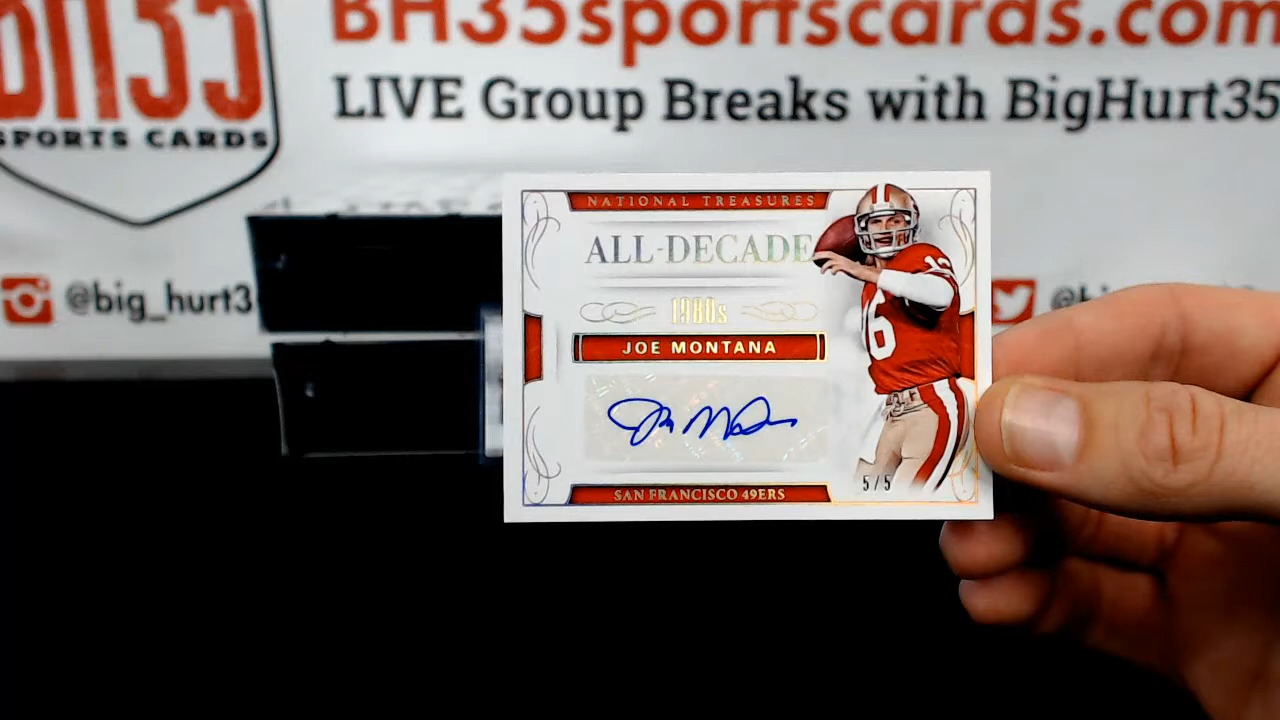 BH35
SPORTS CARDS
BH35sportscards.com
LIVE Group Breaks with BigHurt35
@big_hurt3
NATIONAL TREASURES
ALL-DECADE
1980s
JOE MONTANA
16
SAN FRANCISCO 49ERS
5/5